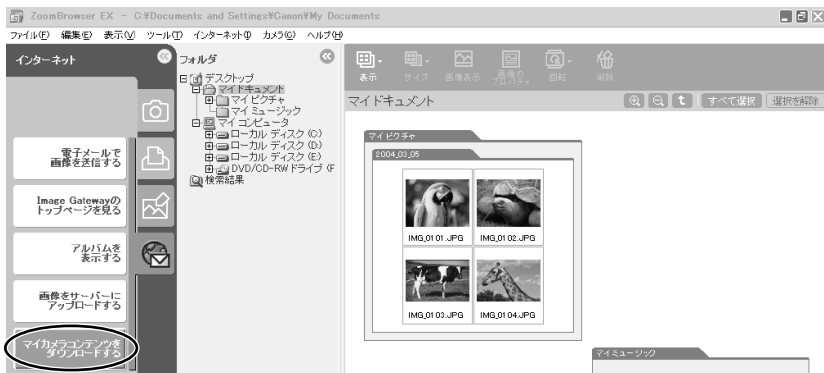 ZoomBrowser EX - C:¥Documents and Settings¥Canon¥My Documents
ファイル(F) 編集(E) 表示(V) ツール(T) インターネット(I) カメラ(C) ヘルプ(H)
インターネット
電子メールで
画像を送信する
Image Gatewayの
トップページを見る
アルバムを
表示する
画像をサーバーに
アップロードする
マイカメラコンテンツを
ダウンロードする
フォルダ
デスクトップ
マイドキュメント
マイピクチャ
マイミュージック
マイコンピュータ
ローカル ディスク (C:)
ローカル ディスク (D:)
ローカル ディスク (E:)
DVD/CD-RW ドライブ (F
検索結果
表示
サイズ
画像表示
画像の
プロパティ
回転
削除
マイドキュメント
すべて選択
選択を解除
マイピクチャ
2004_03_05
IMG_0101.JPG
IMG_0102.JPG
IMG_0103.JPG
IMG_0104.JPG
マイミュージック